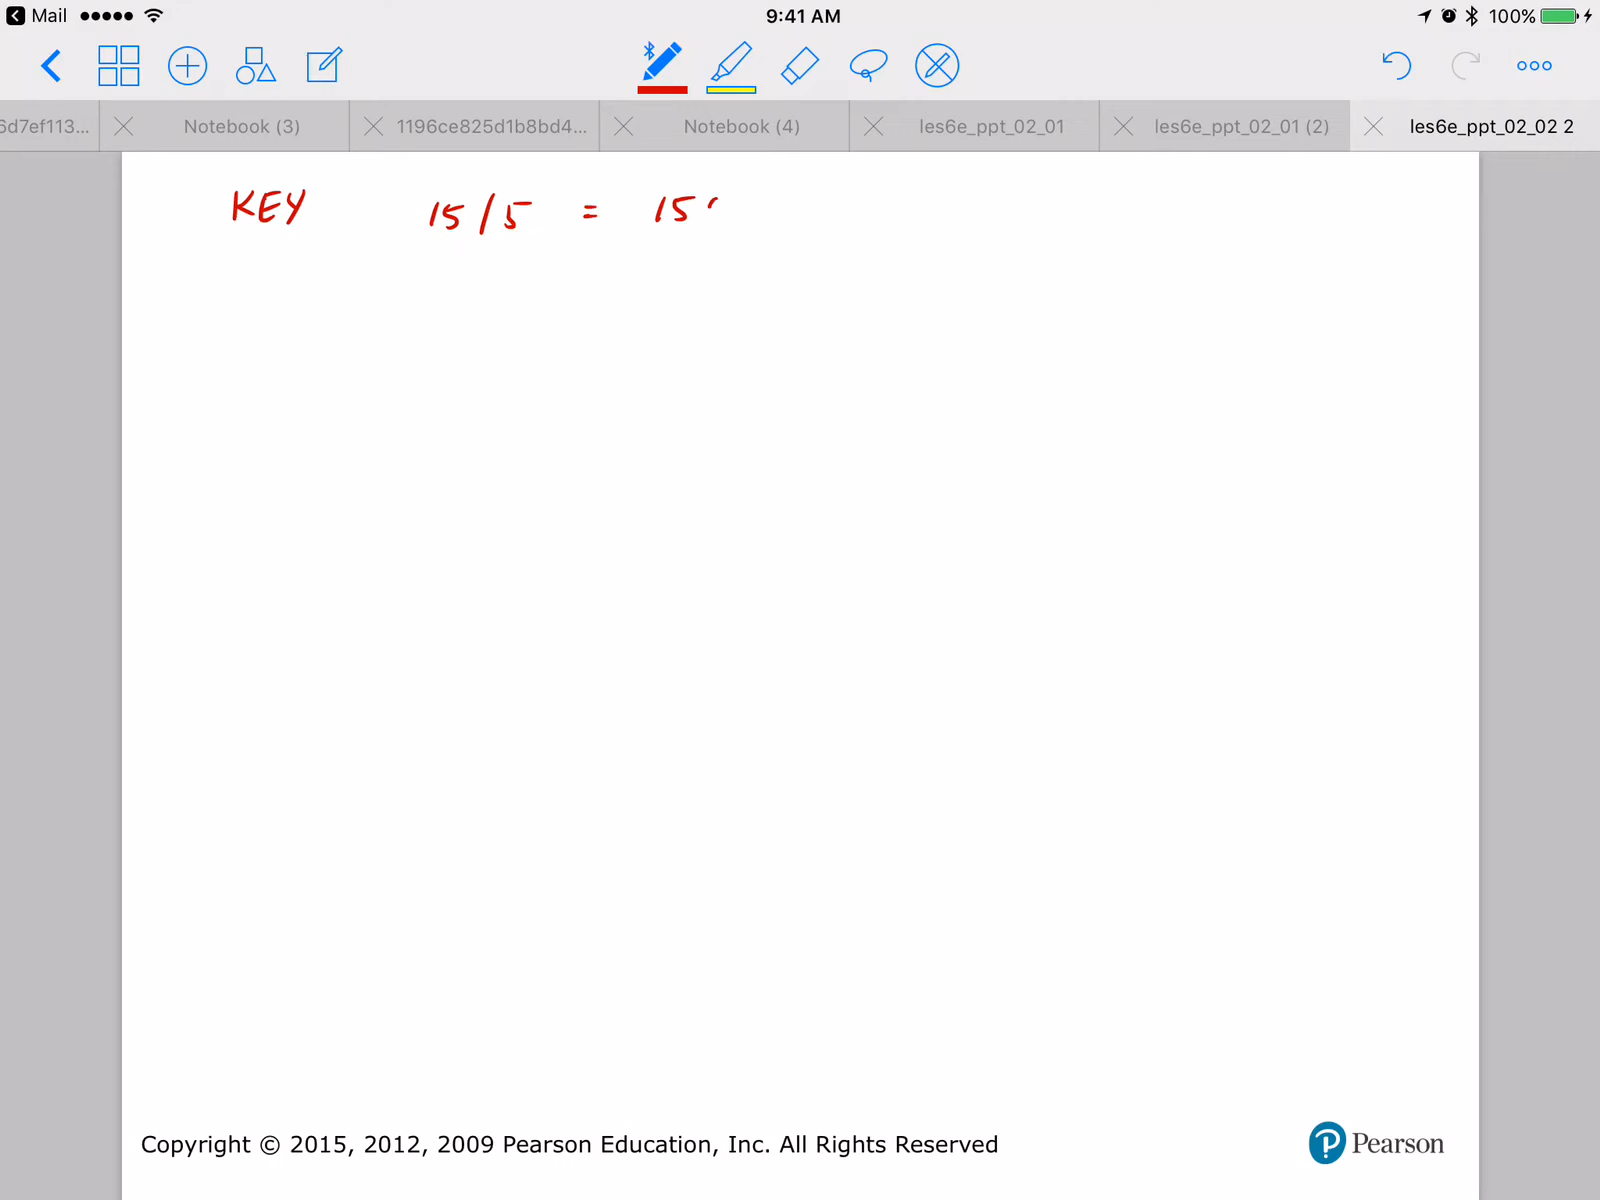 Mail 9:41 AM 100%
6d7ef113... Notebook (3) 1196ce825d1b8bd4... Notebook (4) les6e_ppt_02_01 les6e_ppt_02_01 (2) les6e_ppt_02_02 2
KEY 15/5 = 15
Copyright © 2015, 2012, 2009 Pearson Education, Inc. All Rights Reserved Pearson